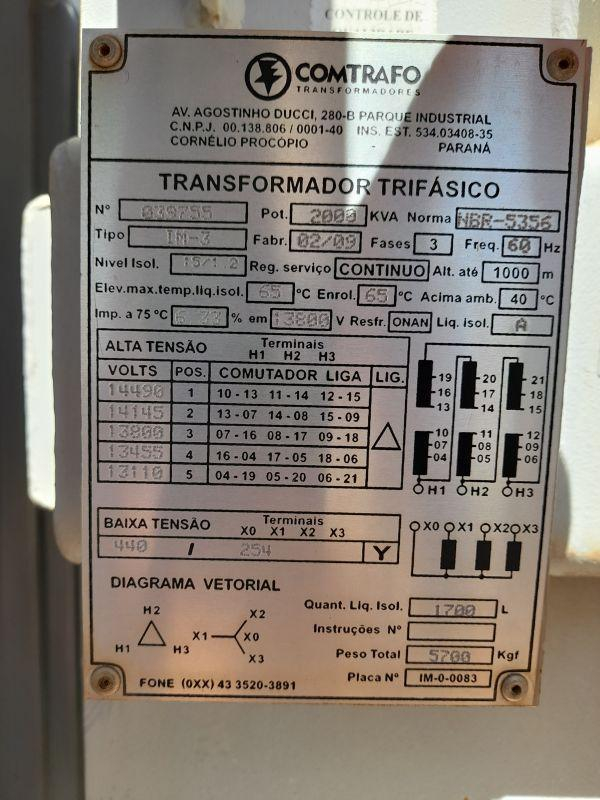 CONTROLE DE
COMTRAFO
TRANSFORMADORES
AV. AGOSTINHO DUCCI, 280-B PARQUE INDUSTRIAL
C.N.P.J. 00.138.806 / 0001-40 INS. EST. 534.03408-35
CORNÉLIO PROCÓPIO PARANÁ
TRANSFORMADOR TRIFÁSICO
Nº 039755 Pot. 2000 KVA Norma NBR-5356
Tipo IM-3 Fabr. 02/09 Fases 3 Freq. 60 Hz
Nivel Isol. 15/1.2 Reg. serviço CONTINUO Alt. até 1000 m
Elev.max.temp.liq.isol. 65 ºC Enrol. 65 ºC Acima amb. 40 ºC
Imp. a 75 ºC % em 13800 V Resfr. ONAN Liq. isol. A
ALTA TENSÃO Terminais
H1 H2 H3
VOLTS POS. COMUTADOR LIGA LIG.
14490 1 10 - 13 11 - 14 12 - 15
14145 2 13 - 07 14 - 08 15 - 09
13800 3 07 - 16 08 - 17 09 - 18
13455 4 16 - 04 17 - 05 18 - 06
13110 5 04 - 19 05 - 20 06 - 21
19 20 21
16 17 18
13 14 15
10 11 12
07 08 09
04 05 06
H1 H2 H3
BAIXA TENSÃO Terminais
X0 X1 X2 X3
440 / 254 Y
X0 X1 X2 X3
DIAGRAMA VETORIAL
H2
H1 H3
X2
X1 X0
X3
Quant. Liq. Isol. 1700 L
Instruções Nº
Peso Total 5700 Kgf
Placa Nº IM-0-0083
FONE (0XX) 43 3520-3891